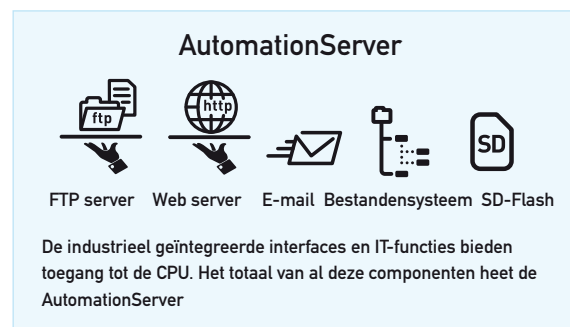 AutomationServer
ftp
http
SD
FTP server Web server E-mail Bestandensysteem SD-Flash
De industrieel geïntegreerde interfaces en IT-functies bieden
toegang tot de CPU. Het totaal van al deze componenten heet de
AutomationServer